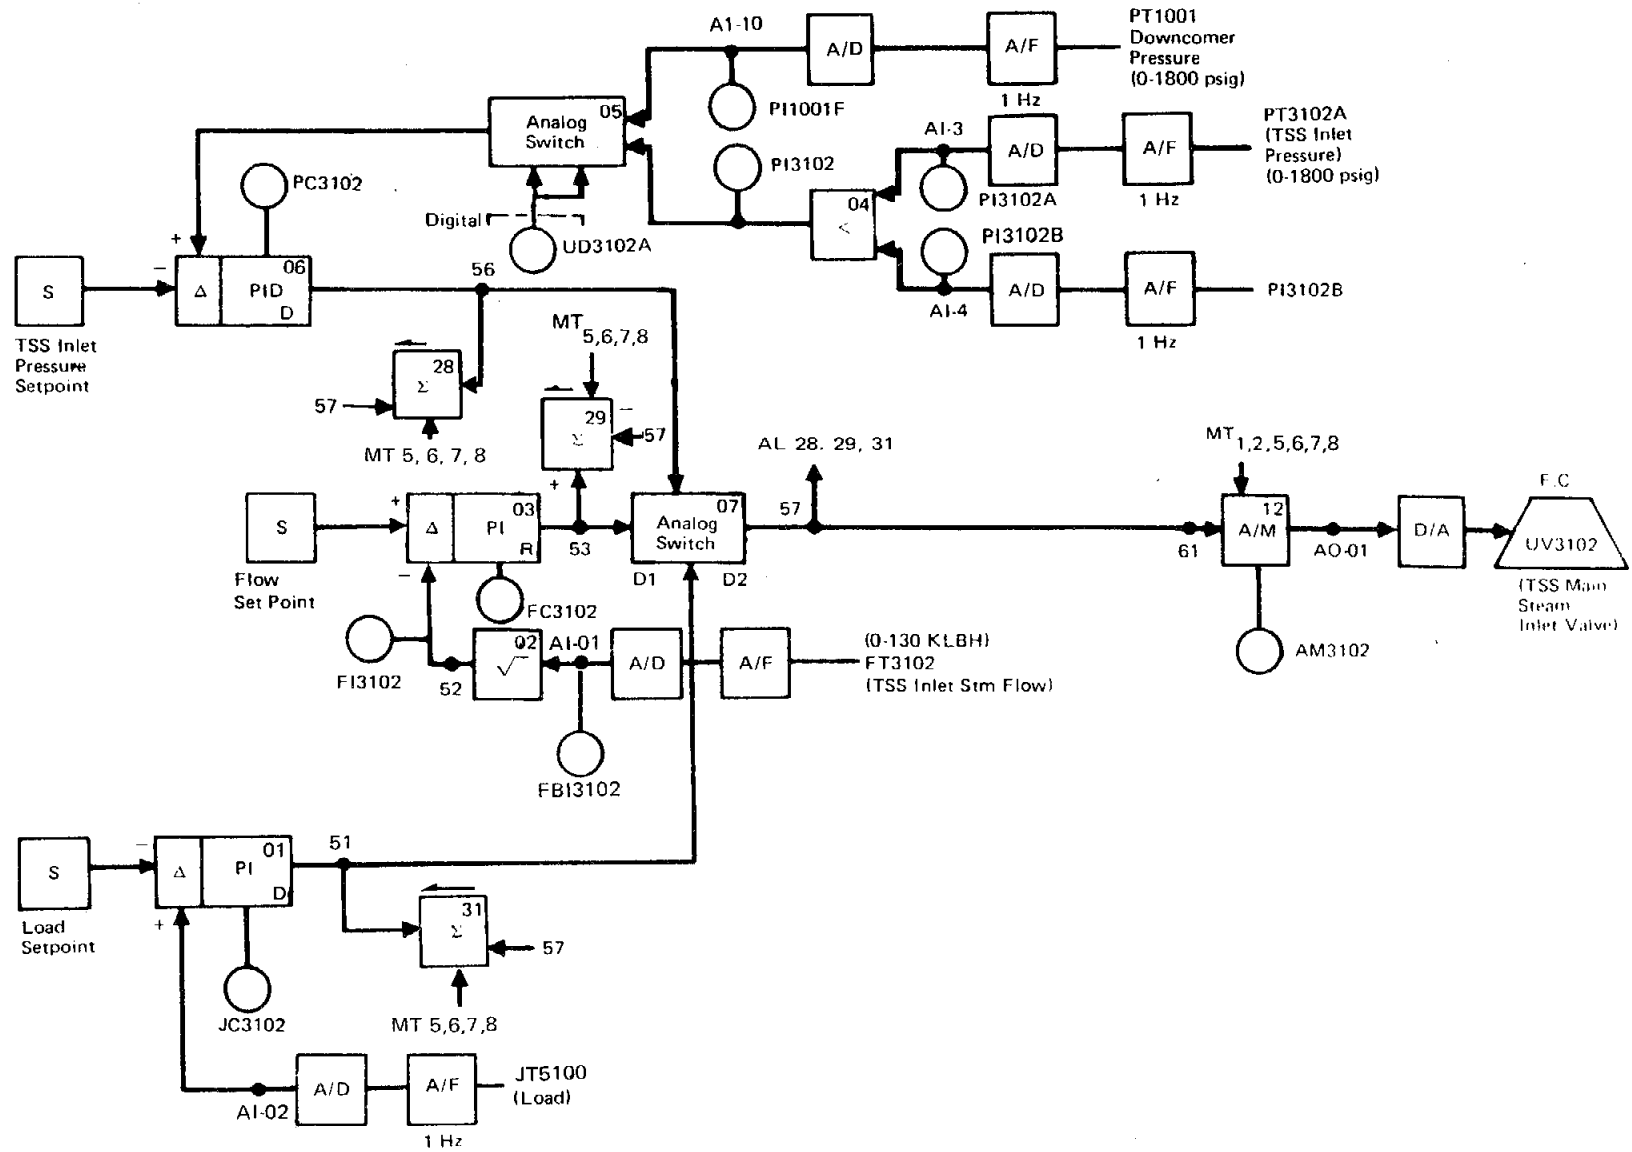 A1-10
A/D
A/F
1 Hz
PT1001
Downcomer
Pressure
(0-1800 psig)
PI1001F
05
Analog
Switch
PI3102
AI-3
A/D
A/F
1 Hz
PT3102A
(TSS Inlet
Pressure)
(0-1800 psig)
PI3102A
04
<
PC3102
Digital
UD3102A
PI3102B
AI-4
A/D
A/F
1 Hz
PI3102B
S
TSS Inlet
Pressure
Setpoint
−
+
Δ
PID
06
D
56
28
Σ
57
MT 5, 6, 7, 8
MT
5,6,7,8
29
Σ
−
57
+
AL 28. 29, 31
MT
1,2,5,6,7,8
F.C
S
Flow
Set Point
+
−
Δ
PI
03
R
53
07
Analog
Switch
D1
D2
57
61
12
A/M
AO-01
D/A
UV3102
(TSS Main
Steam
Inlet Valve)
AM3102
FC3102
FI3102
52
02
√
AI-01
A/D
A/F
(0-130 KLBH)
FT3102
(TSS Inlet Stm Flow)
FBI3102
S
Load
Setpoint
−
+
Δ
PI
01
D
51
31
Σ
57
MT 5,6,7,8
JC3102
AI-02
A/D
A/F
1 Hz
JT5100
(Load)